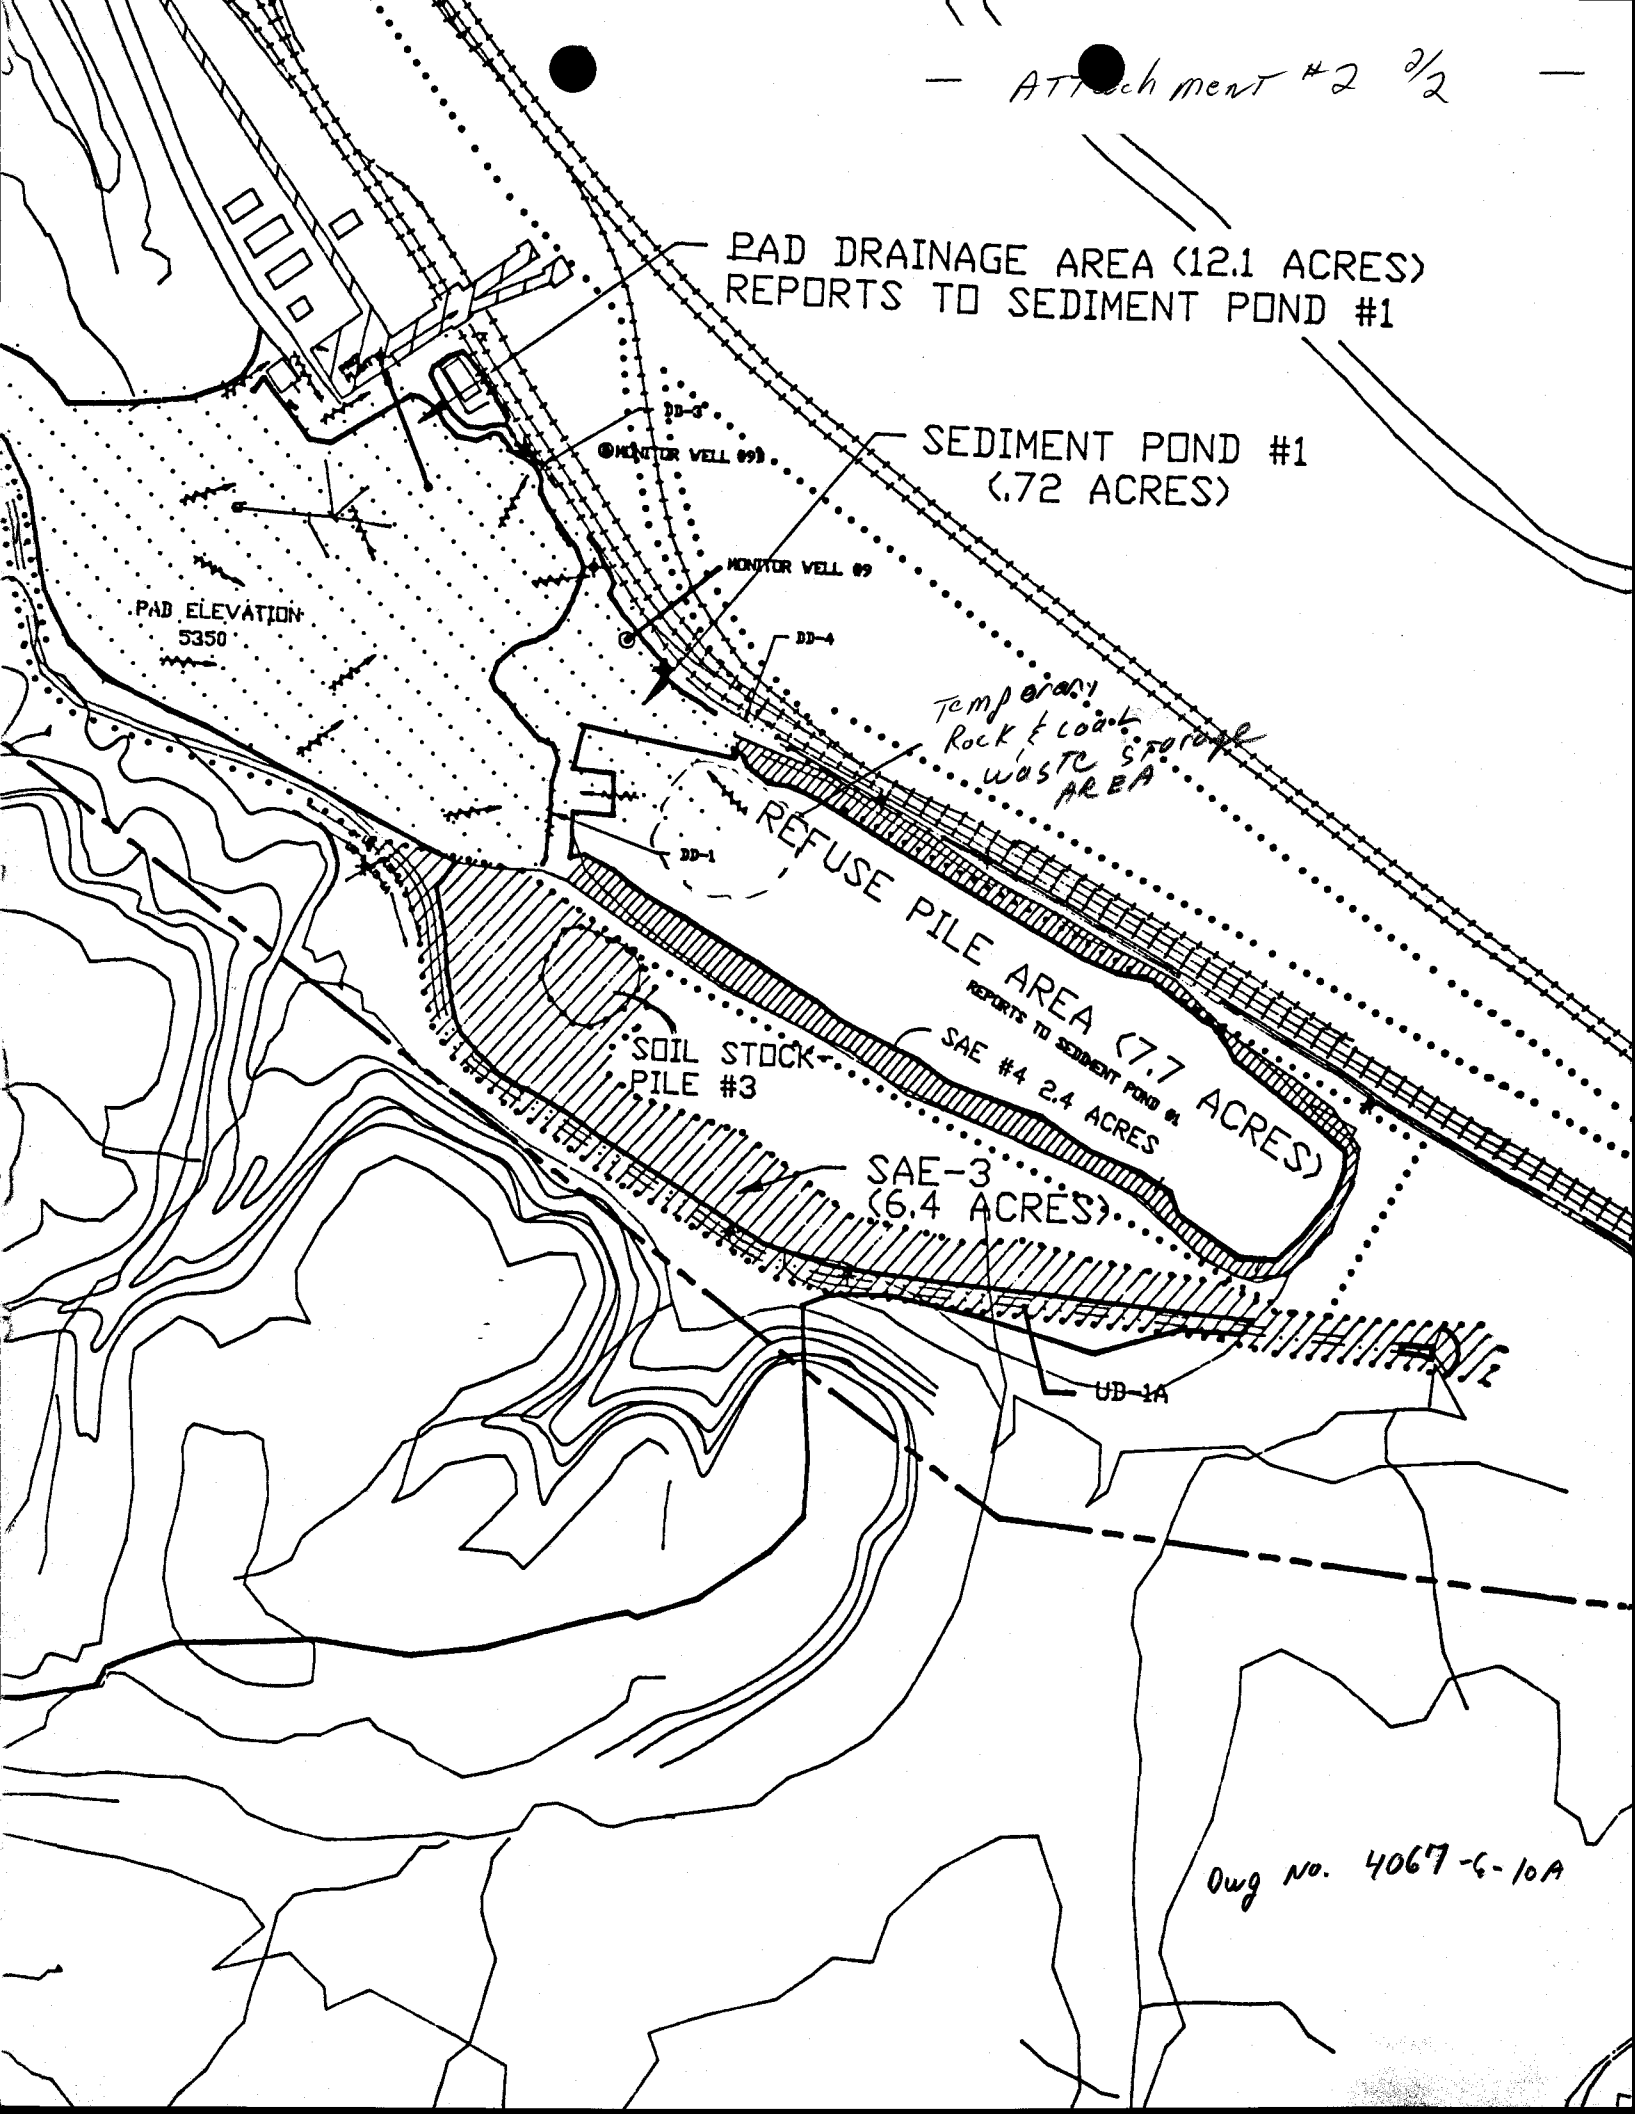 — Attachment #2 2/2 —
PAD DRAINAGE AREA (12.1 ACRES)
REPORTS TO SEDIMENT POND #1
DD-3
MONITOR WELL #9B
SEDIMENT POND #1
(.72 ACRES)
MONITOR WELL #9
PAD ELEVATION
5350
DD-4
Temporary
Rock & coal
waste storage
AREA
DD-1
REFUSE PILE AREA (7.7 ACRES)
REPORTS TO SEDIMENT POND #1
SAE #4 2.4 ACRES
SOIL STOCK-
PILE #3
SAE-3
(6.4 ACRES)
UD-1A
Dwg No. 4067-6-10A